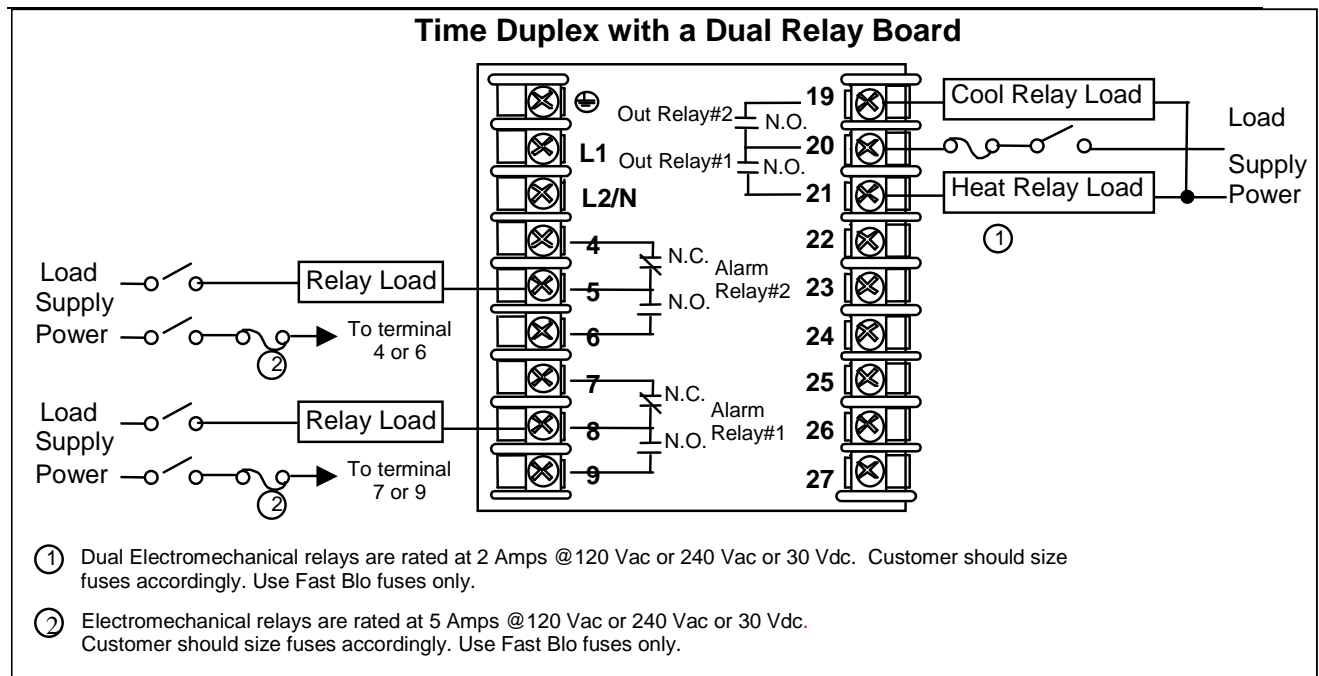 Time Duplex with a Dual Relay Board
L1
L2/N
4
5
6
7
8
9
Out Relay#2
N.O.
Out Relay#1
N.O.
N.C.
Alarm
Relay#2
N.O.
N.C.
Alarm
Relay#1
N.O.
19
20
21
22
23
24
25
26
27
Cool Relay Load
Heat Relay Load
1
Load
Supply
Power
Load
Supply
Power
Relay Load
To terminal
4 or 6
2
Load
Supply
Power
Relay Load
To terminal
7 or 9
2
1 Dual Electromechanical relays are rated at 2 Amps @120 Vac or 240 Vac or 30 Vdc. Customer should size
fuses accordingly. Use Fast Blo fuses only.
2 Electromechanical relays are rated at 5 Amps @120 Vac or 240 Vac or 30 Vdc.
Customer should size fuses accordingly. Use Fast Blo fuses only.